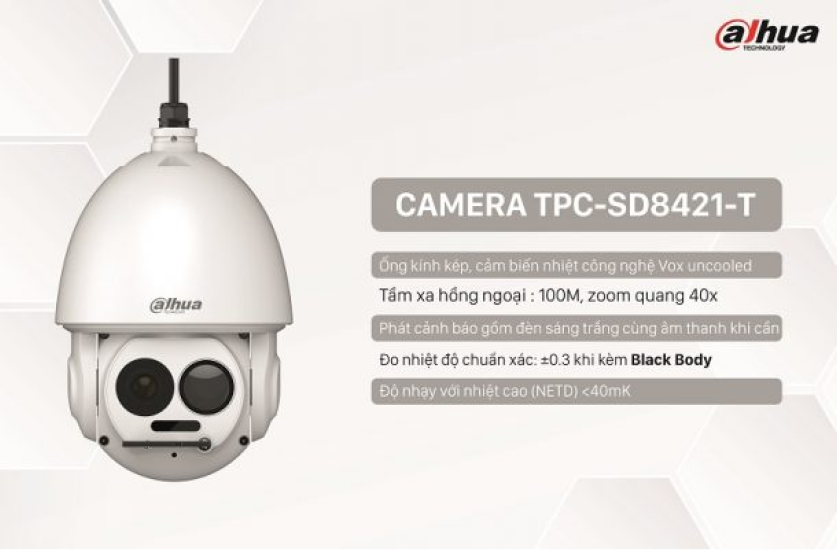 alhua
TECHNOLOGY
CAMERA TPC-SD8421-T
Ống kính kép, cảm biến nhiệt công nghệ Vox uncooled
Tầm xa hồng ngoại : 100M, zoom quang 40x
Phát cảnh báo gồm đèn sáng trắng cùng âm thanh khi cần
Đo nhiệt độ chuẩn xác: ±0.3 khi kèm Black Body
Độ nhạy với nhiệt cao (NETD) <40mK
alhua
TECHNOLOGY